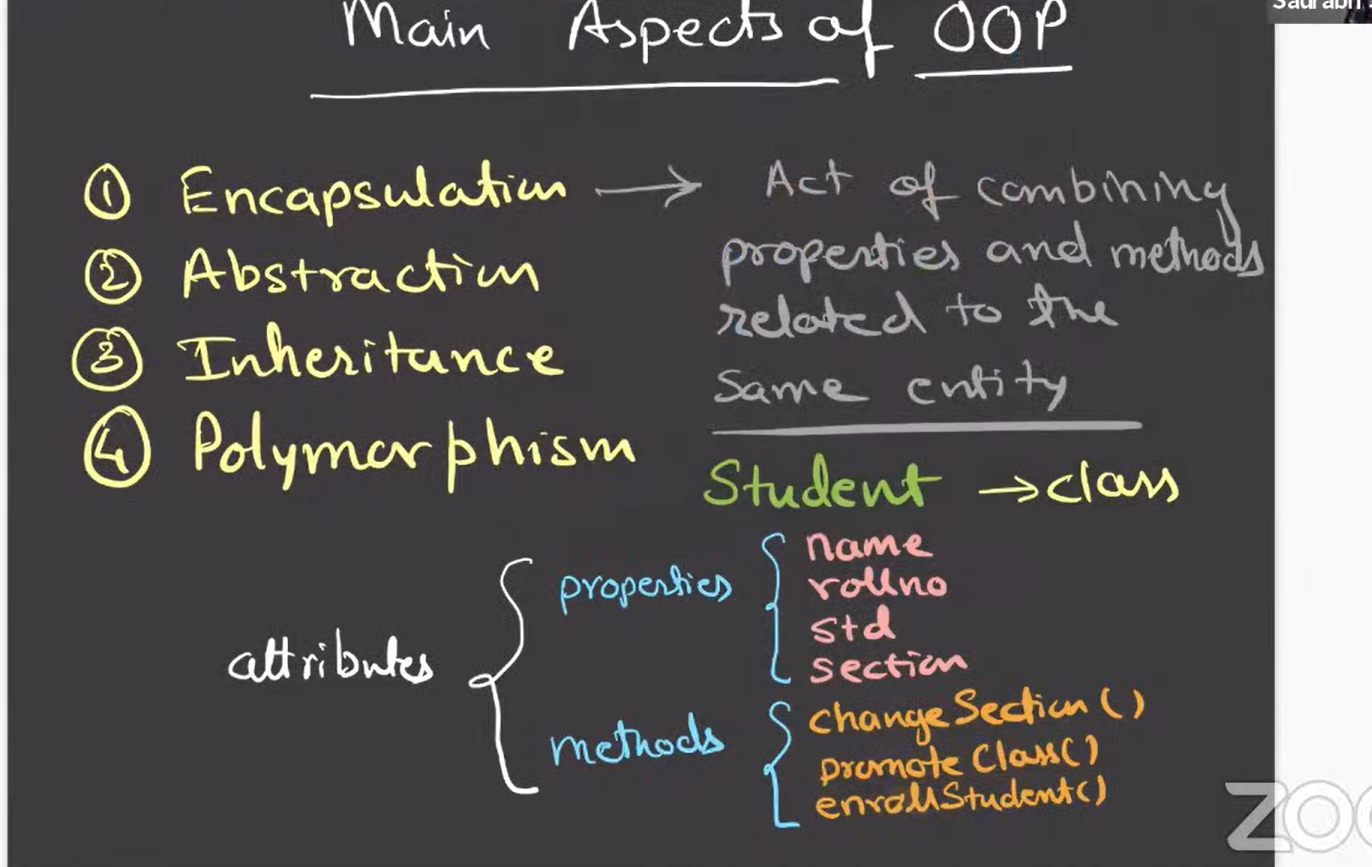 Saurabh
Main Aspects of OOP
① Encapsulation → Act of combining
properties and methods
related to the
same entity
② Abstraction
③ Inheritance
④ Polymorphism
Student → class
attributes
properties
name
rollno
std
section
methods
changeSection()
promoteClass()
enrollStudent()